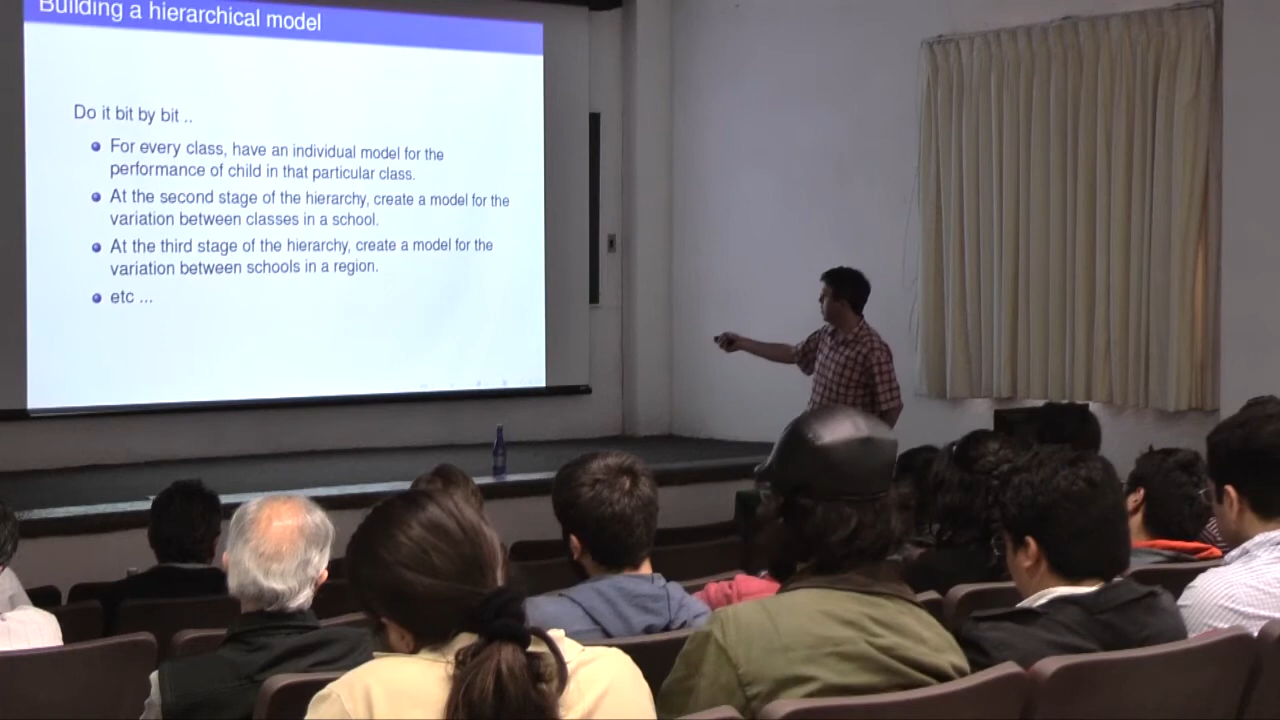 Building a hierarchical model
Do it bit by bit ..
For every class, have an individual model for the
performance of child in that particular class.
At the second stage of the hierarchy, create a model for the
variation between classes in a school.
At the third stage of the hierarchy, create a model for the
variation between schools in a region.
etc ...